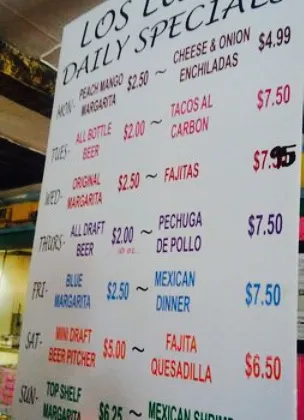 LOS
DAILY SPECIALS
MON- PEACH MANGO MARGARITA $2.50 ~ CHEESE & ONION ENCHILADAS $4.99
TUES- ALL BOTTLE BEER $2.00 ~ TACOS AL CARBON $7.50
WED- ORIGINAL MARGARITA $2.50 ~ FAJITAS $7.95
THURS- ALL DRAFT BEER $2.00 ~ PECHUGA DE POLLO $7.50
FRI- BLUE MARGARITA $2.50 ~ MEXICAN DINNER $7.50
SAT- MINI DRAFT BEER PITCHER $5.00 ~ FAJITA QUESADILLA $6.50
SUN- TOP SHELF MARGARITA $6.25 ~ MEXICAN SHRIMP